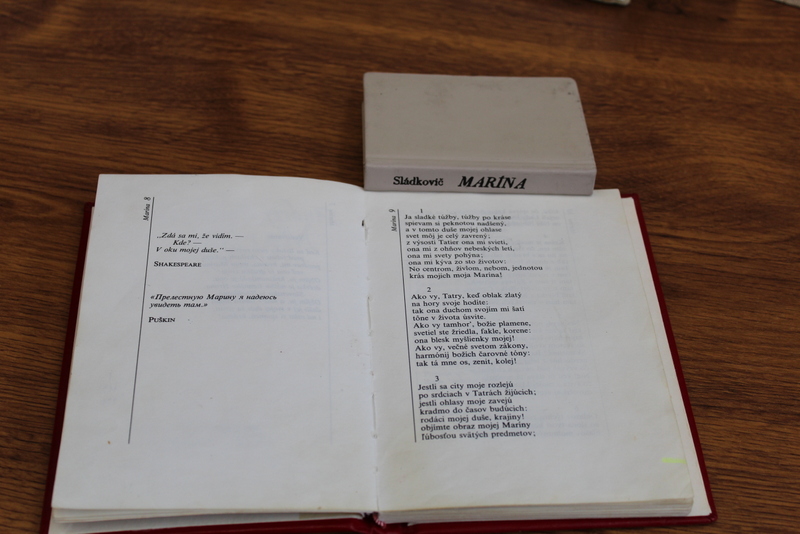 Sládkovič MARÍNA
Marína 8
„Zdá sa mi, že vidím. —
Kde? —
V oku mojej duše.“ —
SHAKESPEARE
«Прелестную Марину я надеюсь
увидеть там.»
PUŠKIN
Marína 9
1
Ja sladké túžby, túžby po kráse
spievam si peknotou nadšený,
a v tomto duše mojej ohlase
svet môj je celý zavrený;
z výsosti Tatier ona mi svieti,
ona mi z ohňov nebeských letí,
ona mi svety pohýna;
ona mi kýva zo sto životov:
No centrom, živlom, nebom, jednotou
krás mojich moja Marína!
2
Ako vy, Tatry, keď oblak zlatý
na hory svoje hodíte:
tak ona duchom svojím mi šatí
tône v života úsvite.
Ako vy tamhor', božie plamene,
svetiel ste žriedla, fakle, korene:
ona blesk myšlienky mojej!
Ako vy, večné svetom zákony,
harmónij božích čarovné tóny:
tak tá mne os, zenit, kolej!
3
Jestli sa city moje rozlejú
po srdciach v Tatrách žijúcich;
jestli ohlasy moje zavejú
kradmo do časov budúcich:
rodáci mojej duše, krajiny!
objímte obraz mojej Maríny
ľúbosťou svätých predmetov;